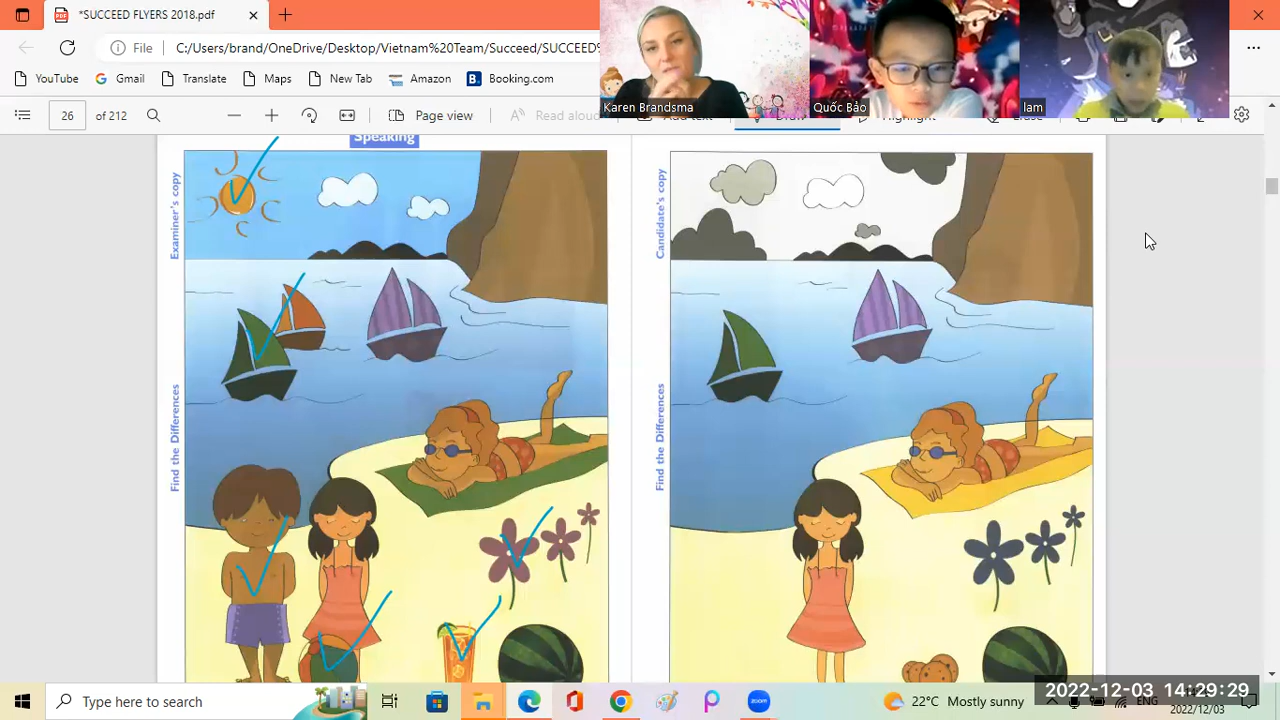 *SUCCEED FLYERS 2018.pdf
File
C:/Users/brand/OneDrive/Desktop/Vietnam%20Team/Succeed/SUCCEED%
YouTube
Gmail
Translate
Maps
New Tab
Amazon
Booking.com
Karen Brandsma
Quốc Bảo
lam
26
Page view
Read aloud
Speaking
Examiner's copy
Find the Differences
Candidate's copy
Find the Differences
Type here to search
22°C Mostly sunny
ENG
2022-12-03 14:29:29
2022/12/03